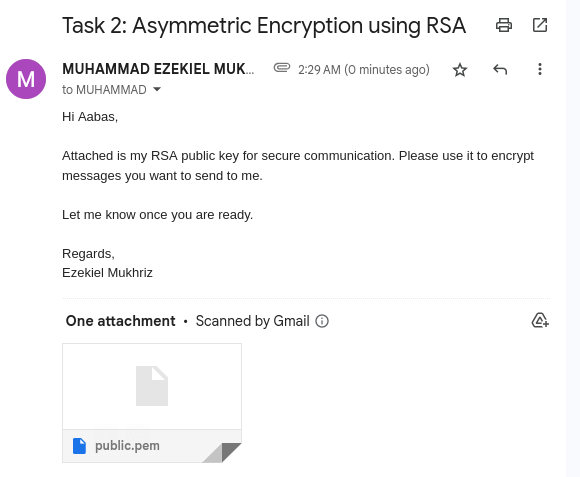 Task 2: Asymmetric Encryption using RSA
MUHAMMAD EZEKIEL MUK... 2:29 AM (0 minutes ago)
M
to MUHAMMAD
Hi Aabas,
Attached is my RSA public key for secure communication. Please use it to encrypt
messages you want to send to me.
Let me know once you are ready.
Regards,
Ezekiel Mukhriz
One attachment • Scanned by Gmail
public.pem